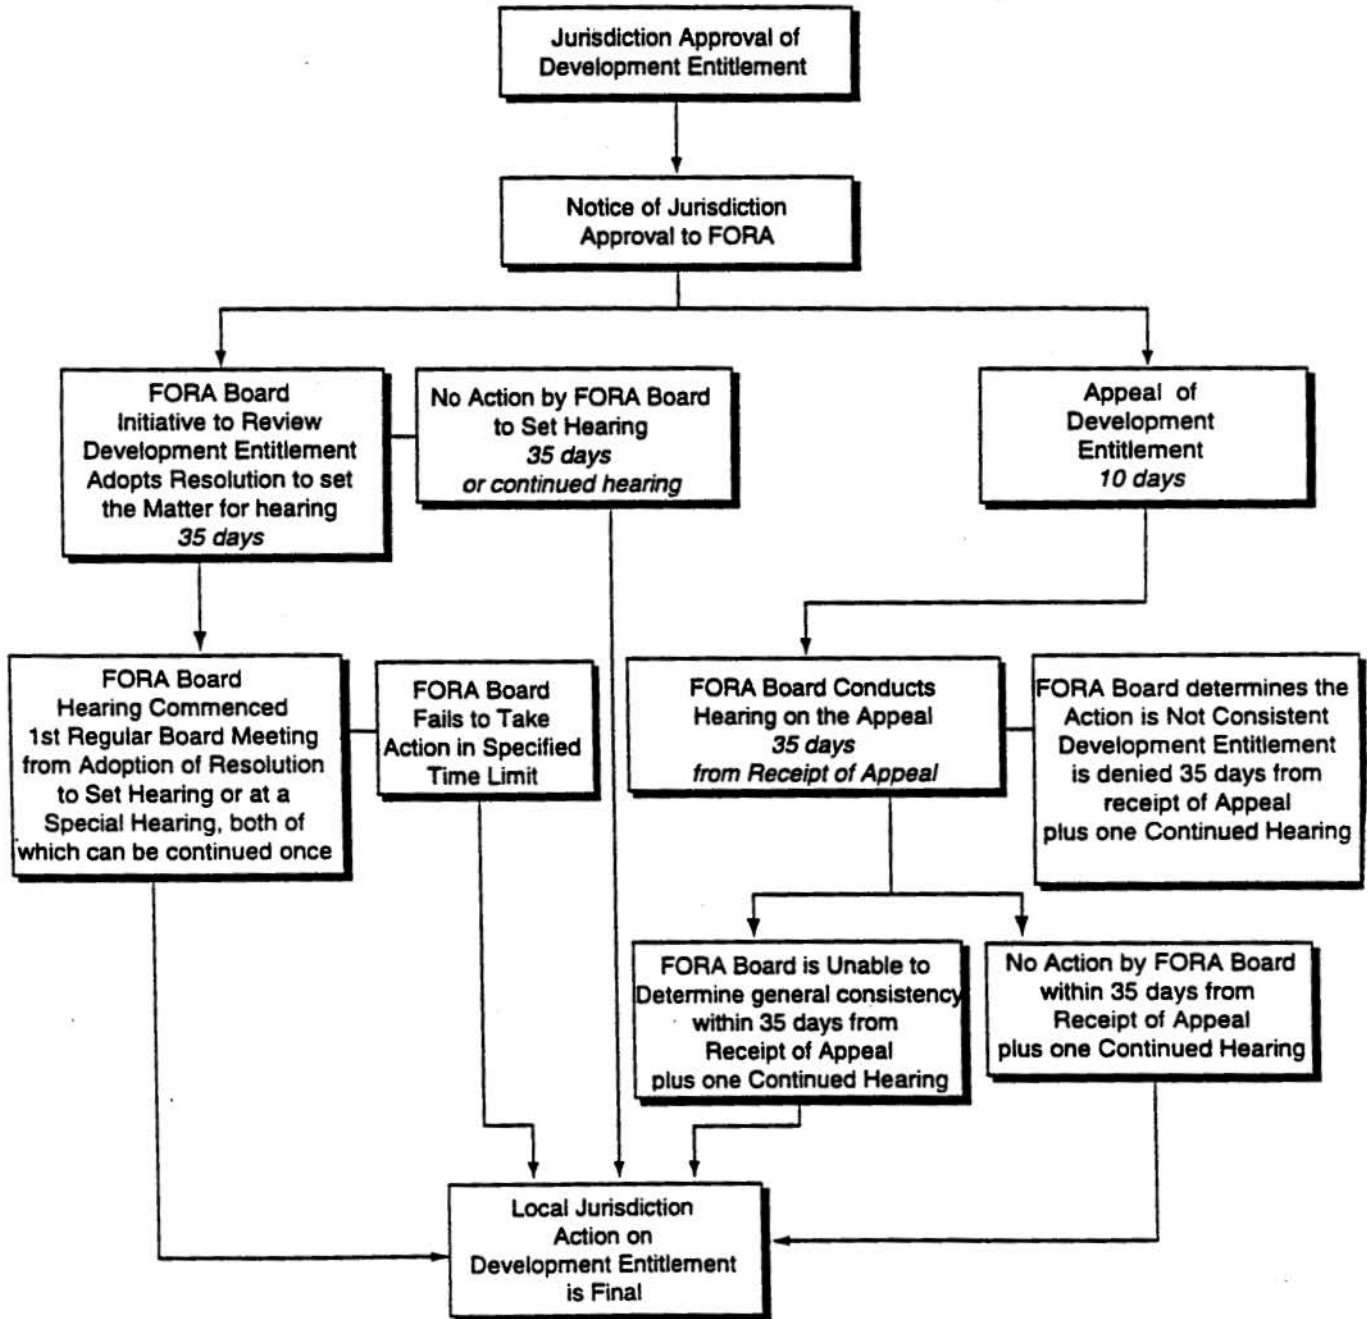 Jurisdiction Approval of
Development Entitlement
Notice of Jurisdiction
Approval to FORA
FORA Board
Initiative to Review
Development Entitlement
Adopts Resolution to set
the Matter for hearing
35 days
No Action by FORA Board
to Set Hearing
35 days
or continued hearing
Appeal of
Development
Entitlement
10 days
FORA Board
Hearing Commenced
1st Regular Board Meeting
from Adoption of Resolution
to Set Hearing or at a
Special Hearing, both of
which can be continued once
FORA Board
Fails to Take
Action in Specified
Time Limit
FORA Board Conducts
Hearing on the Appeal
35 days
from Receipt of Appeal
FORA Board determines the
Action is Not Consistent
Development Entitlement
is denied 35 days from
receipt of Appeal
plus one Continued Hearing
FORA Board is Unable to
Determine general consistency
within 35 days from
Receipt of Appeal
plus one Continued Hearing
No Action by FORA Board
within 35 days from
Receipt of Appeal
plus one Continued Hearing
Local Jurisdiction
Action on
Development Entitlement
is Final